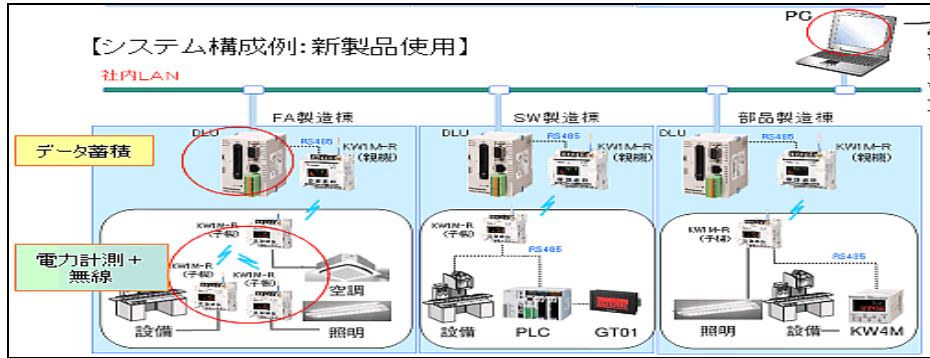 PC
【システム構成例：新製品使用】
社内LAN
FA製造棟
SW製造棟
部品製造棟
データ蓄積
DLU
RS485
KW1M-R
(親機)
DLU
RS485
KW1M-R
(親機)
DLU
RS485
KW1M-R
(親機)
電力計測＋
無線
KW1M-R
(子機)
KW1M-R
(子機)
KW1M-R
(子機)
空調
設備
照明
KW1M-R
(子機)
RS485
設備
PLC
GT01
KW1M-R
(子機)
RS485
照明
設備
KW4M